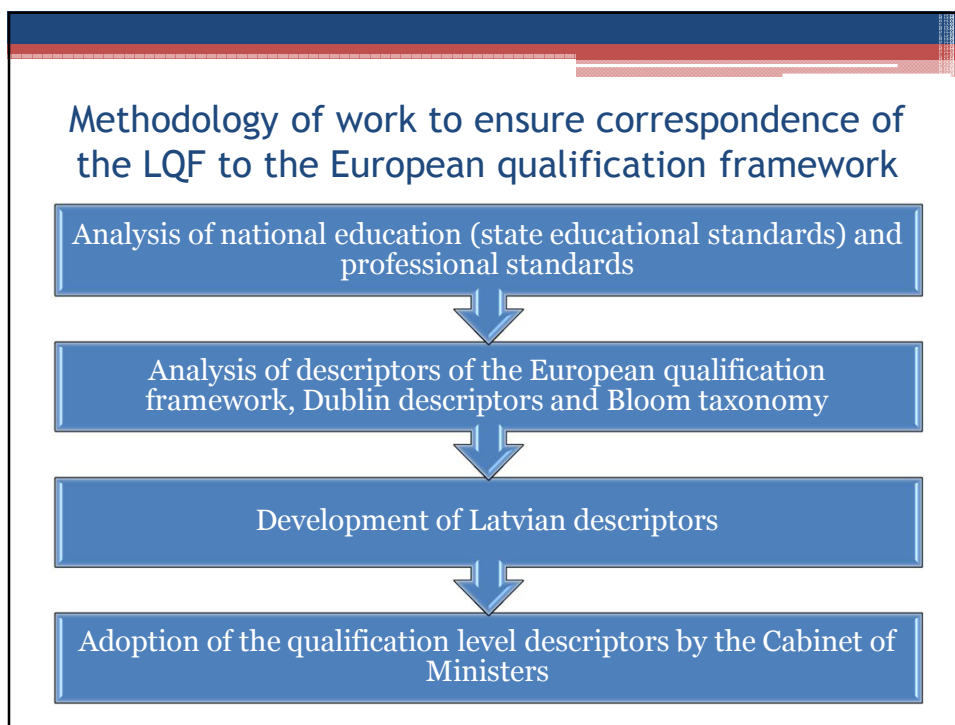 Methodology of work to ensure correspondence of
the LQF to the European qualification framework
Analysis of national education (state educational standards) and
professional standards
Analysis of descriptors of the European qualification
framework, Dublin descriptors and Bloom taxonomy
Development of Latvian descriptors
Adoption of the qualification level descriptors by the Cabinet of
Ministers